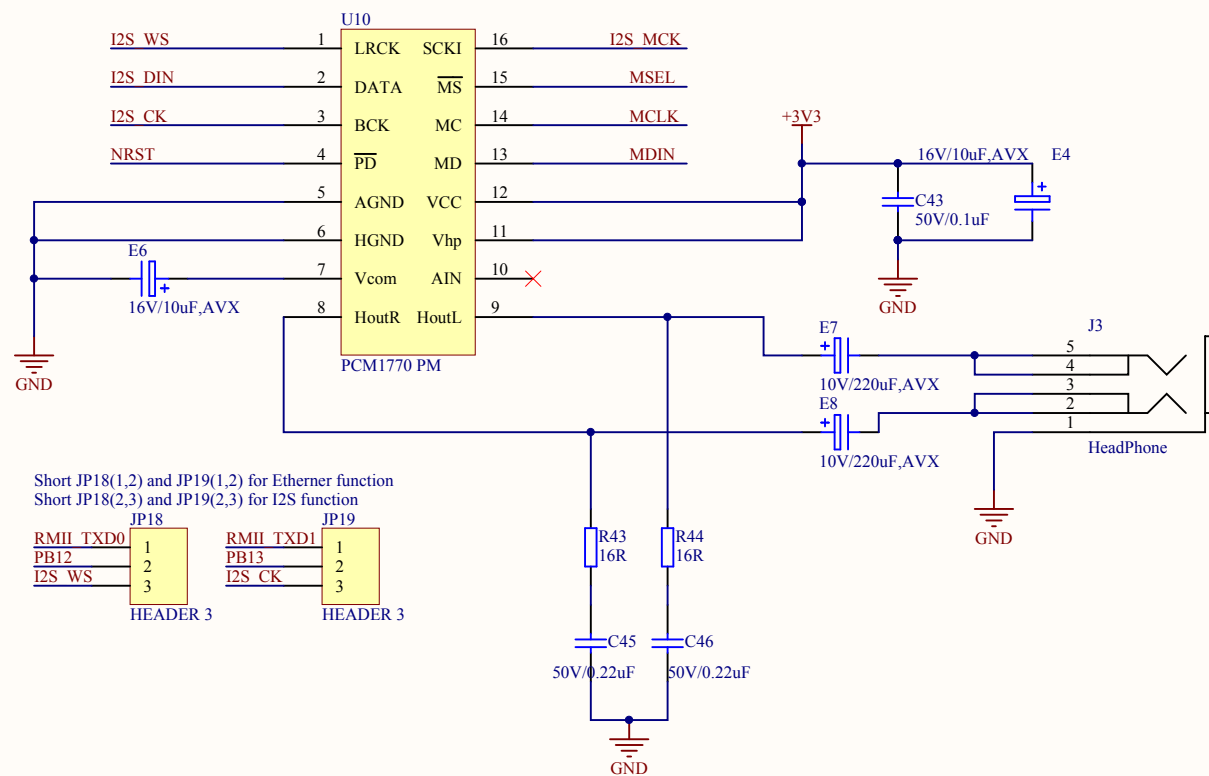 U10
I2S_WS 1 LRCK SCKI 16 I2S_MCK
I2S_DIN 2 DATA MS 15 MSEL
I2S_CK 3 BCK MC 14 MCLK
NRST 4 PD MD 13 MDIN
5 AGND VCC 12
6 HGND Vhp 11
7 Vcom AIN 10
8 HoutR HoutL 9
PCM1770 PM
E6
16V/10uF,AVX
GND
+3V3
16V/10uF,AVX E4
C43
50V/0.1uF
GND
E7
10V/220uF,AVX
E8
10V/220uF,AVX
J3
5
4
3
2
1
HeadPhone
GND
Short JP18(1,2) and JP19(1,2) for Etherner function
Short JP18(2,3) and JP19(2,3) for I2S function
JP18
RMII_TXD0 1
PB12 2
I2S_WS 3
HEADER 3
JP19
RMII_TXD1 1
PB13 2
I2S_CK 3
HEADER 3
R43
16R
R44
16R
C45
50V/0.22uF
C46
50V/0.22uF
GND